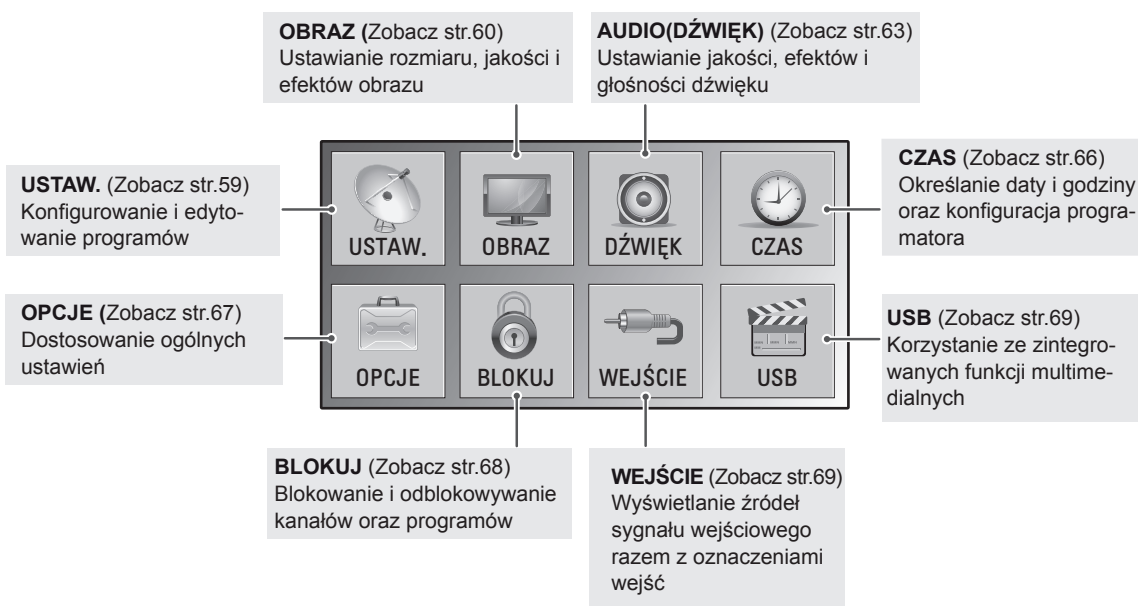 OBRAZ (Zobacz str.60)
Ustawianie rozmiaru, jakości i
efektów obrazu
AUDIO(DŹWIĘK) (Zobacz str.63)
Ustawianie jakości, efektów i
głośności dźwięku
USTAW. (Zobacz str.59)
Konfigurowanie i edyto-
wanie programów
CZAS (Zobacz str.66)
Określanie daty i godziny
oraz konfiguracja progra-
matora
USTAW.
OBRAZ
DŹWIĘK
CZAS
OPCJE (Zobacz str.67)
Dostosowanie ogólnych
ustawień
USB (Zobacz str.69)
Korzystanie ze zintegro-
wanych funkcji multime-
dialnych
OPCJE
BLOKUJ
WEJŚCIE
USB
BLOKUJ (Zobacz str.68)
Blokowanie i odblokowywanie
kanałów oraz programów
WEJŚCIE (Zobacz str.69)
Wyświetlanie źródeł
sygnału wejściowego
razem z oznaczeniami
wejść